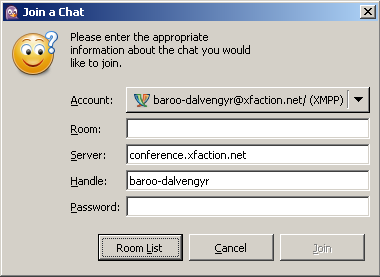 Join a Chat
Please enter the appropriate
information about the chat you would
like to join.
Account: baroo-dalvengyr@xfaction.net/ (XMPP)
Room:
Server: conference.xfaction.net
Handle: baroo-dalvengyr
Password:
Room List Cancel Join